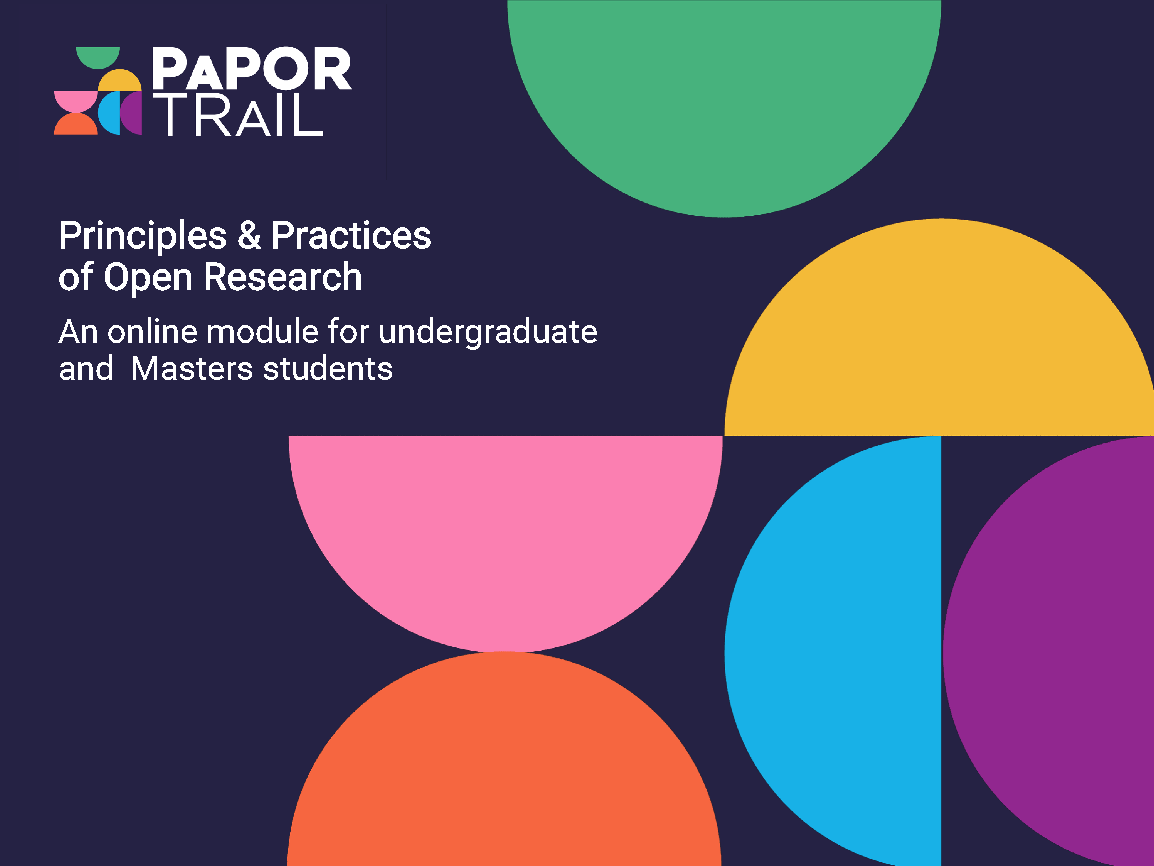 PAPOR
TRAIL
Principles & Practices
of Open Research
An online module for undergraduate
and  Masters students